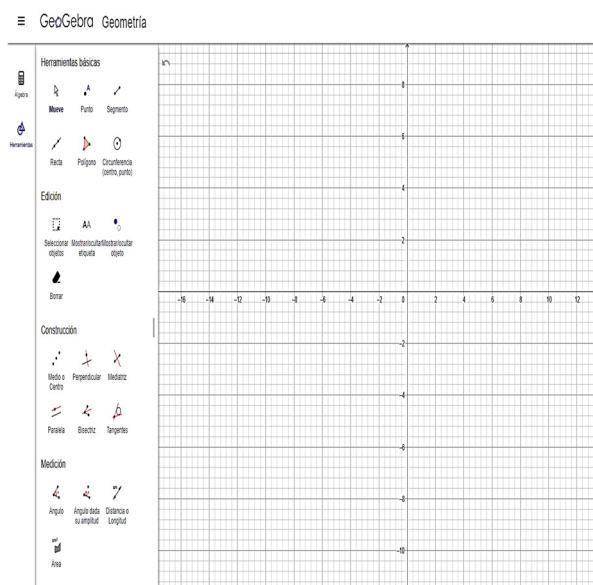 GeoGebra Geometría
Álgebra
Herramientas
Herramientas básicas
Mueve Punto Segmento
A
Recta Polígono Circunferencia
(centro, punto)
Edición
AA
Seleccionar Mostrar/ocultar Mostrar/ocultar
objetos etiqueta objeto
Borrar
Construcción
Medio o Perpendicular Mediatriz
Centro
Paralela Bisectriz Tangentes
Medición
cm
Ángulo Ángulo dada Distancia o
su amplitud Longitud
cm²
Área
8
6
4
2
-16 -14 -12 -10 -8 -6 -4 -2 0 2 4 6 8 10 12
-2
-4
-6
-8
-10